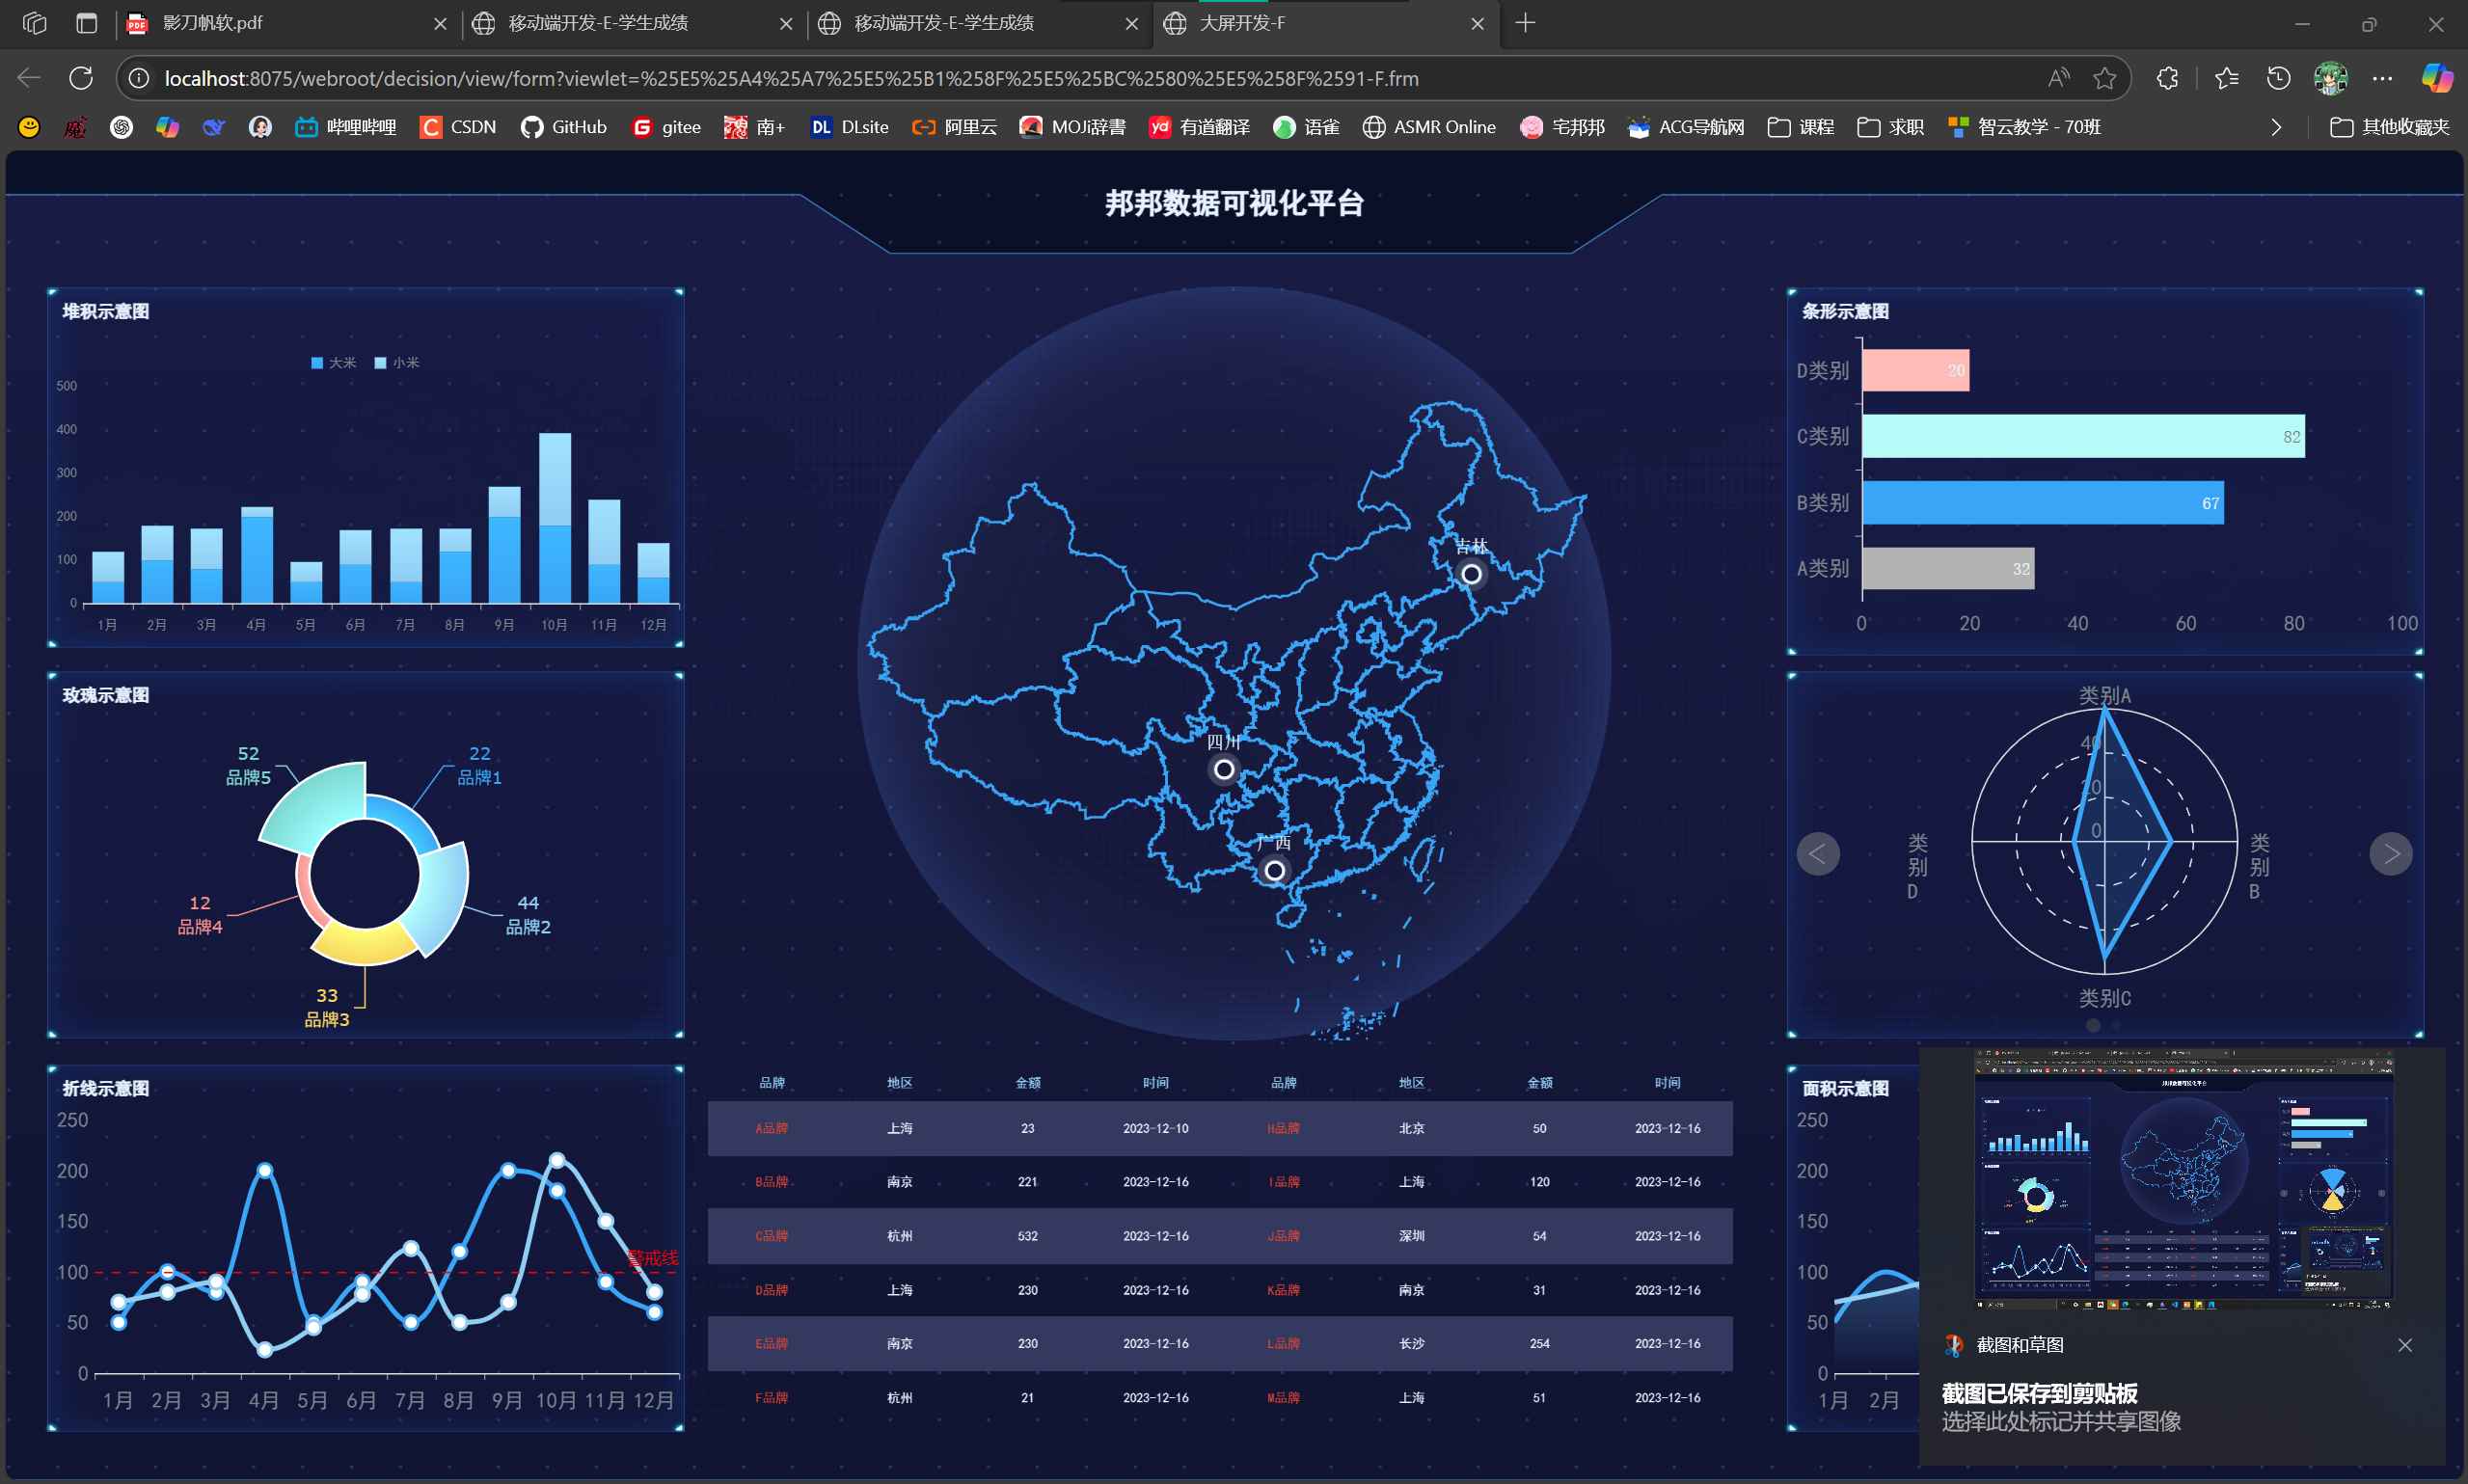 影刀帆软.pdf
移动端开发-E-学生成绩
移动端开发-E-学生成绩
大屏开发-F
localhost:8075/webroot/decision/view/form?viewlet=%25E5%25A4%25A7%25E5%25B1%258F%25E5%25BC%2580%25E5%258F%2591-F.frm
哔哩哔哩 CSDN GitHub gitee 南+ DLsite 阿里云 MOJi辞書 有道翻译 语雀 ASMR Online 宅邦邦 ACG导航网 课程 求职 智云教学 - 70班 其他收藏夹
邦邦数据可视化平台
堆积示意图
大米 小米
500
400
300
200
100
0
1月 2月 3月 4月 5月 6月 7月 8月 9月 10月 11月 12月
玫瑰示意图
52
品牌5
22
品牌1
12
品牌4
44
品牌2
33
品牌3
折线示意图
250
200
150
100
50
0
警戒线
1月 2月 3月 4月 5月 6月 7月 8月 9月 10月 11月 12月
吉林
四川
广西
品牌 地区 金额 时间 品牌 地区 金额 时间
A品牌 上海 23 2023-12-10 H品牌 北京 50 2023-12-16
B品牌 南京 221 2023-12-16 I品牌 上海 120 2023-12-16
C品牌 杭州 532 2023-12-16 J品牌 深圳 54 2023-12-16
D品牌 上海 230 2023-12-16 K品牌 南京 31 2023-12-16
E品牌 南京 230 2023-12-16 L品牌 长沙 254 2023-12-16
F品牌 杭州 21 2023-12-16 M品牌 上海 51 2023-12-16
条形示意图
D类别 20
C类别 82
B类别 67
A类别 32
0 20 40 60 80 100
类别A
40
20
0
类别D
类别B
类别C
面积示意图
250
200
150
100
50
0
1月 2月
邦邦数据可视化平台
截图和草图
截图已保存到剪贴板
选择此处标记并共享图像